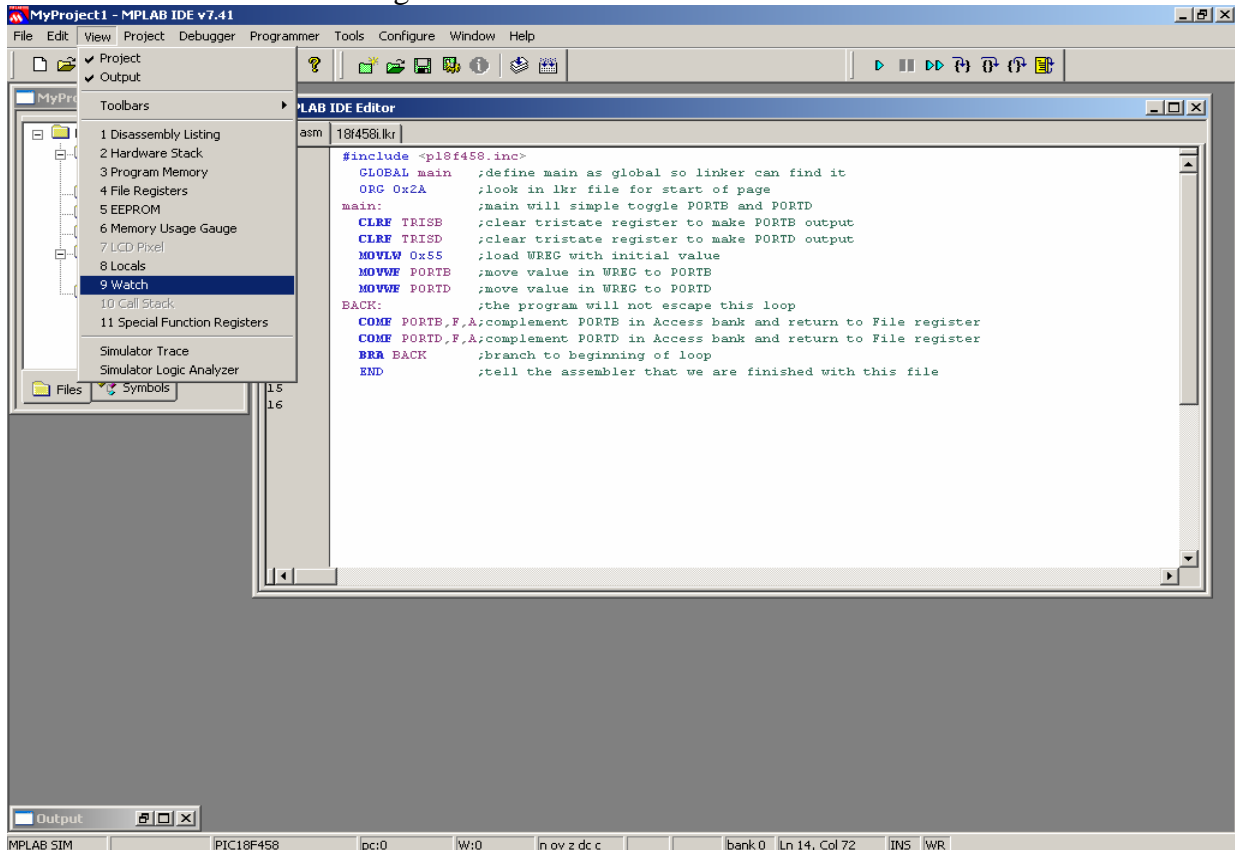 MyProject1 - MPLAB IDE v7.41
File Edit View Project Debugger Programmer Tools Configure Window Help
Project
Output
Toolbars
1 Disassembly Listing
2 Hardware Stack
3 Program Memory
4 File Registers
5 EEPROM
6 Memory Usage Gauge
7 LCD Pixel
8 Locals
9 Watch
10 Call Stack
11 Special Function Registers
Simulator Trace
Simulator Logic Analyzer
MyPro
Files Symbols
PLAB IDE Editor
asm 18f458i.lkr
#include <p18f458.inc>
GLOBAL main ;define main as global so linker can find it
ORG 0x2A ;look in lkr file for start of page
main: ;main will simple toggle PORTB and PORTD
CLRF TRISB ;clear tristate register to make PORTB output
CLRF TRISD ;clear tristate register to make PORTD output
MOVLW 0x55 ;load WREG with initial value
MOVWF PORTB ;move value in WREG to PORTB
MOVWF PORTD ;move value in WREG to PORTD
BACK: ;the program will not escape this loop
COMF PORTB,F,A;complement PORTB in Access bank and return to File register
COMF PORTD,F,A;complement PORTD in Access bank and return to File register
BRA BACK ;branch to beginning of loop
END ;tell the assembler that we are finished with this file
15
16
Output
MPLAB SIM PIC18F458 pc:0 W:0 n ov z dc c bank 0 Ln 14, Col 72 INS WR